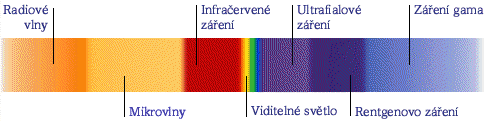 Radiové
vlny
Infračervené
záření
Ultrafialové
záření
Záření gama
Mikrovlny
Viditelné světlo
Rentgenovo záření